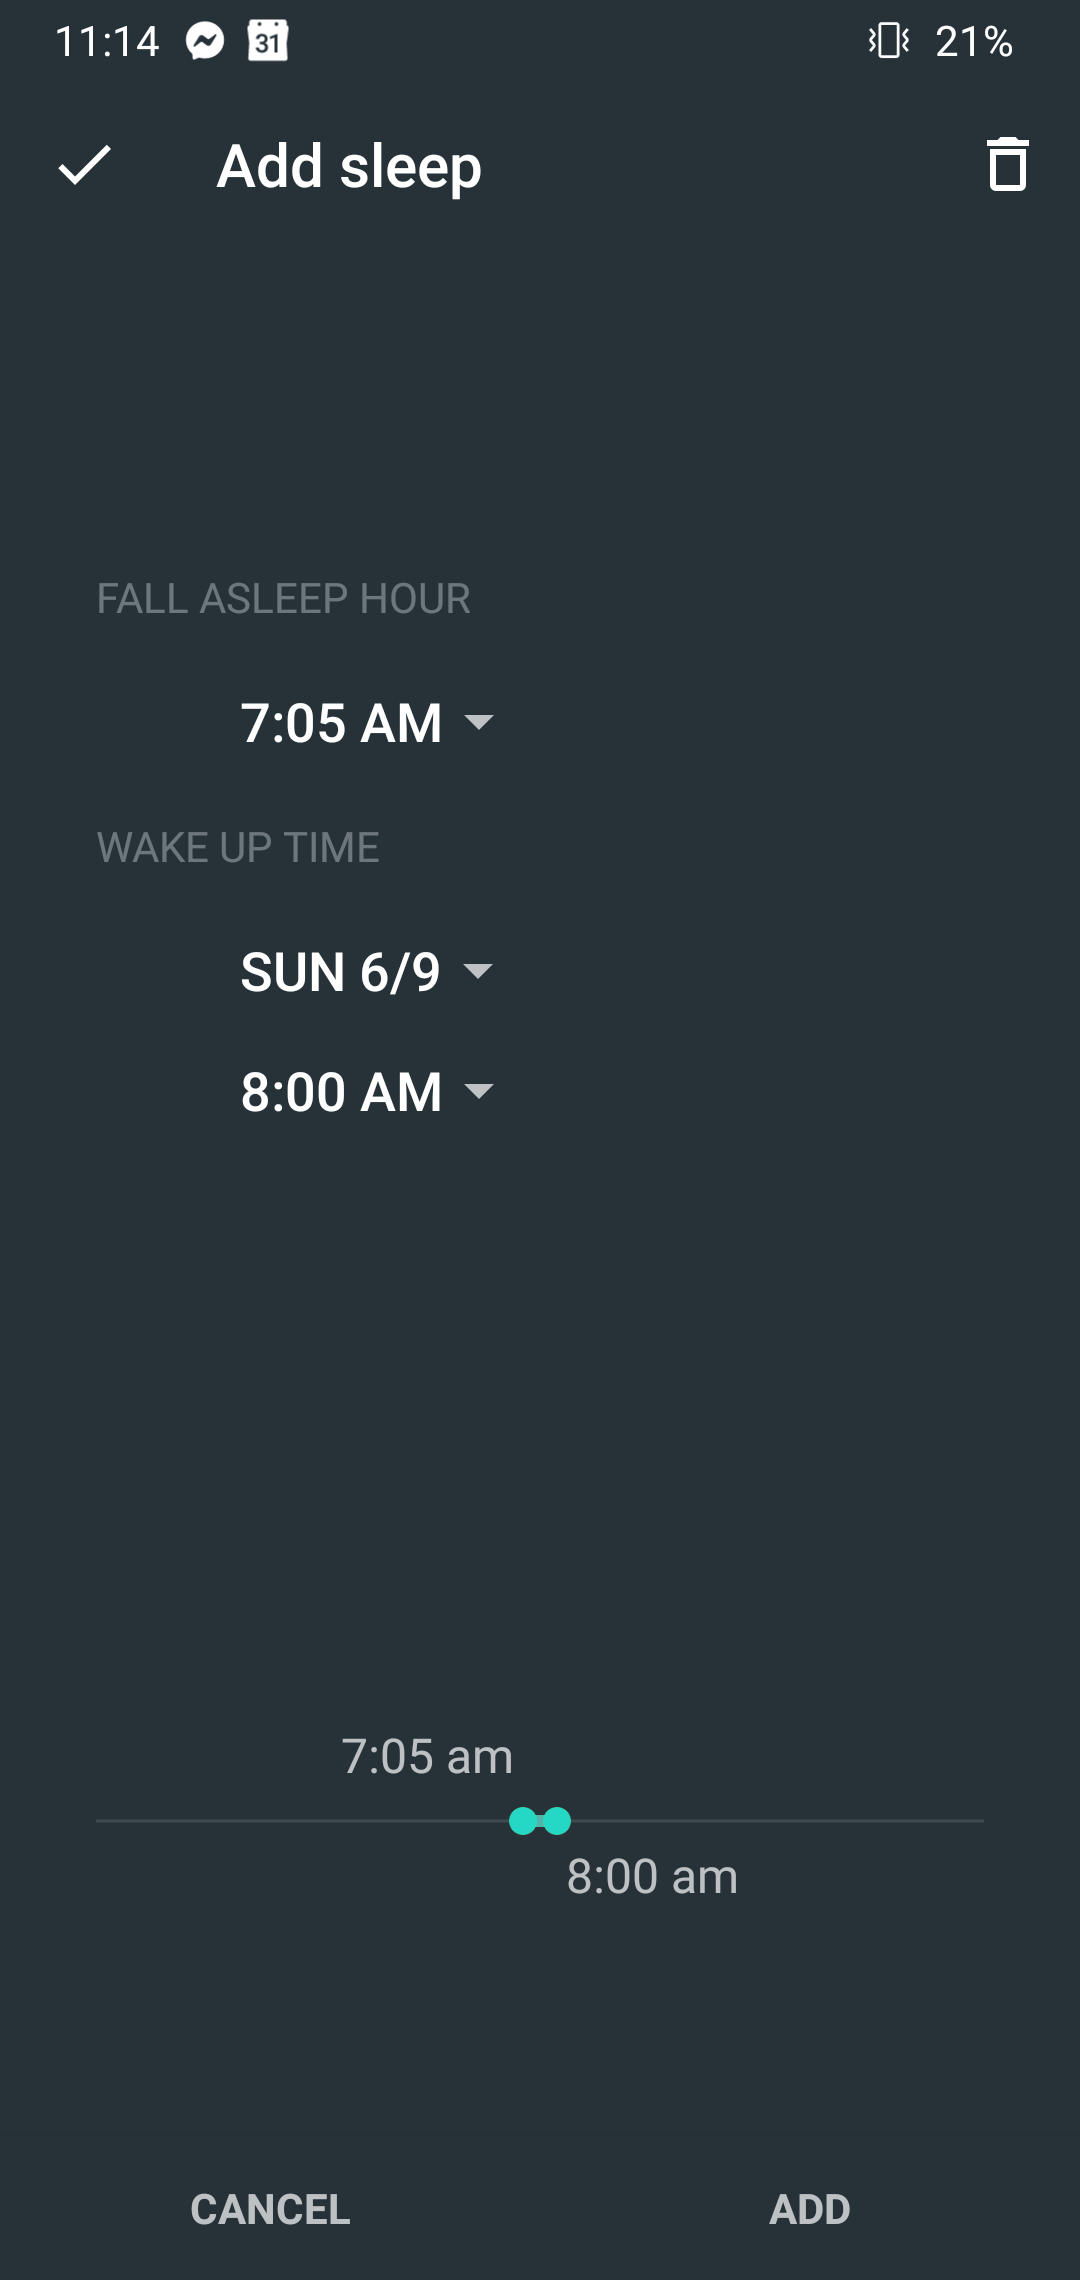 11:14 31 21%
Add sleep
FALL ASLEEP HOUR
7:05 AM
WAKE UP TIME
SUN 6/9
8:00 AM
7:05 am
8:00 am
CANCEL ADD